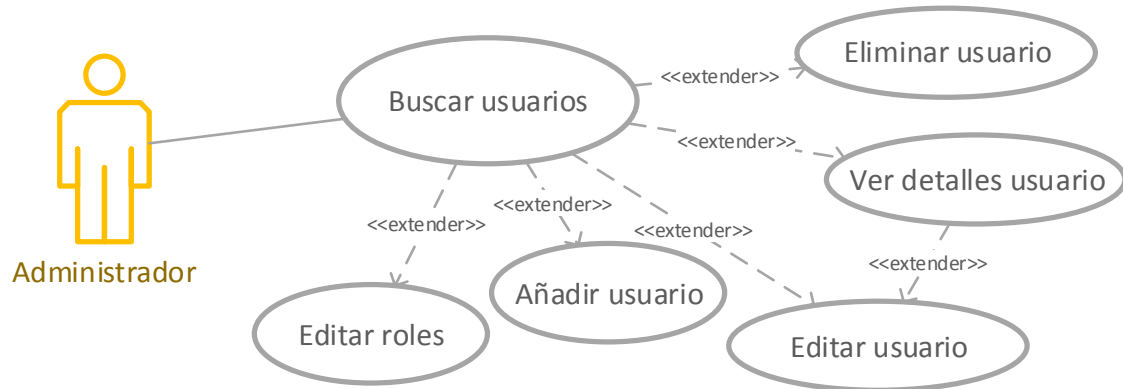 Eliminar usuario
<<extender>>
Buscar usuarios
<<extender>>
Ver detalles usuario
<<extender>>
<<extender>>
<<extender>>
<<extender>>
Administrador
Añadir usuario
Editar roles
Editar usuario